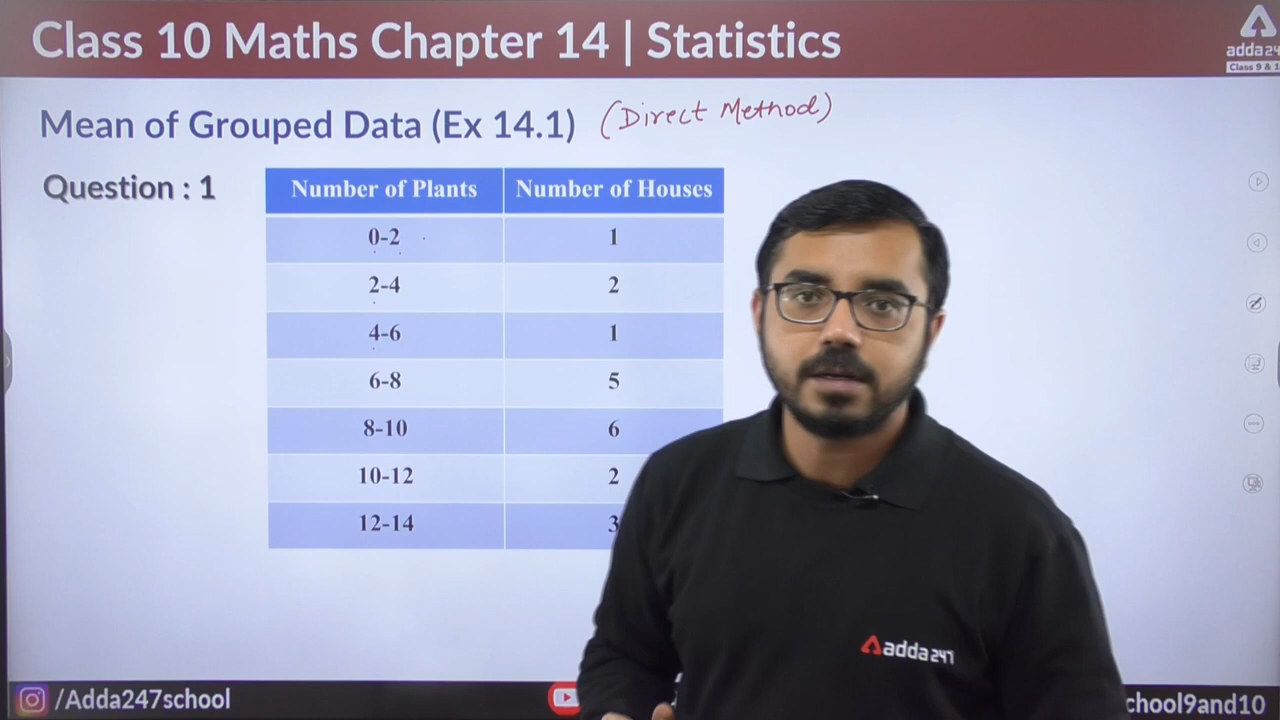 Class 10 Maths Chapter 14 | Statistics
adda24
Class 9 & 1
Mean of Grouped Data (Ex 14.1) (Direct Method)
Question : 1
Number of Plants Number of Houses
0-2 1
2-4 2
4-6 1
6-8 5
8-10 6
10-12 2
12-14 3
adda247
/Adda247school
chool9and10